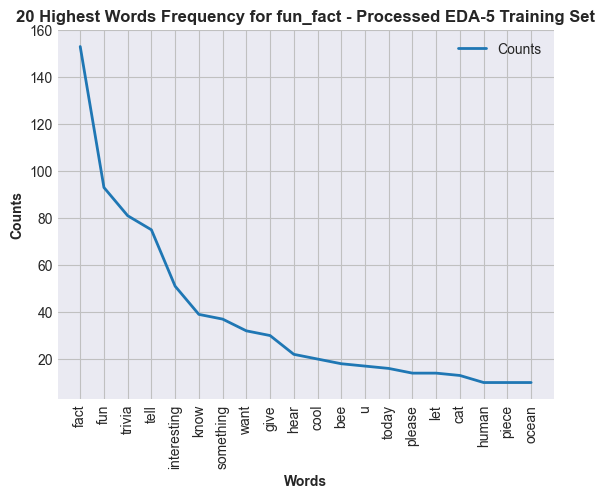 20 Highest Words Frequency for fun_fact - Processed EDA-5 Training Set
Counts
160
140
120
100
80
60
40
20
Counts
fact
fun
trivia
tell
interesting
know
something
want
give
hear
cool
bee
u
today
please
let
cat
human
piece
ocean
Words